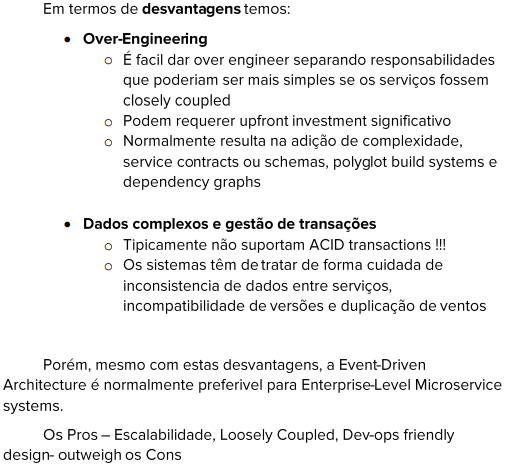 Em termos de desvantagens temos:
• Over-Engineering
o É facil dar over engineer separando responsabilidades
que poderiam ser mais simples se os serviços fossem
closely coupled
o Podem requerer upfront investment significativo
o Normalmente resulta na adição de complexidade,
service contracts ou schemas, polyglot build systems e
dependency graphs
• Dados complexos e gestão de transações
o Tipicamente não suportam ACID transactions !!!
o Os sistemas têm de tratar de forma cuidada de
inconsistencia de dados entre serviços,
incompatibilidade de versões e duplicação de ventos
Porém, mesmo com estas desvantagens, a Event-Driven
Architecture é normalmente preferivel para Enterprise-Level Microservice
systems.
Os Pros – Escalabilidade, Loosely Coupled, Dev-ops friendly
design- outweigh os Cons